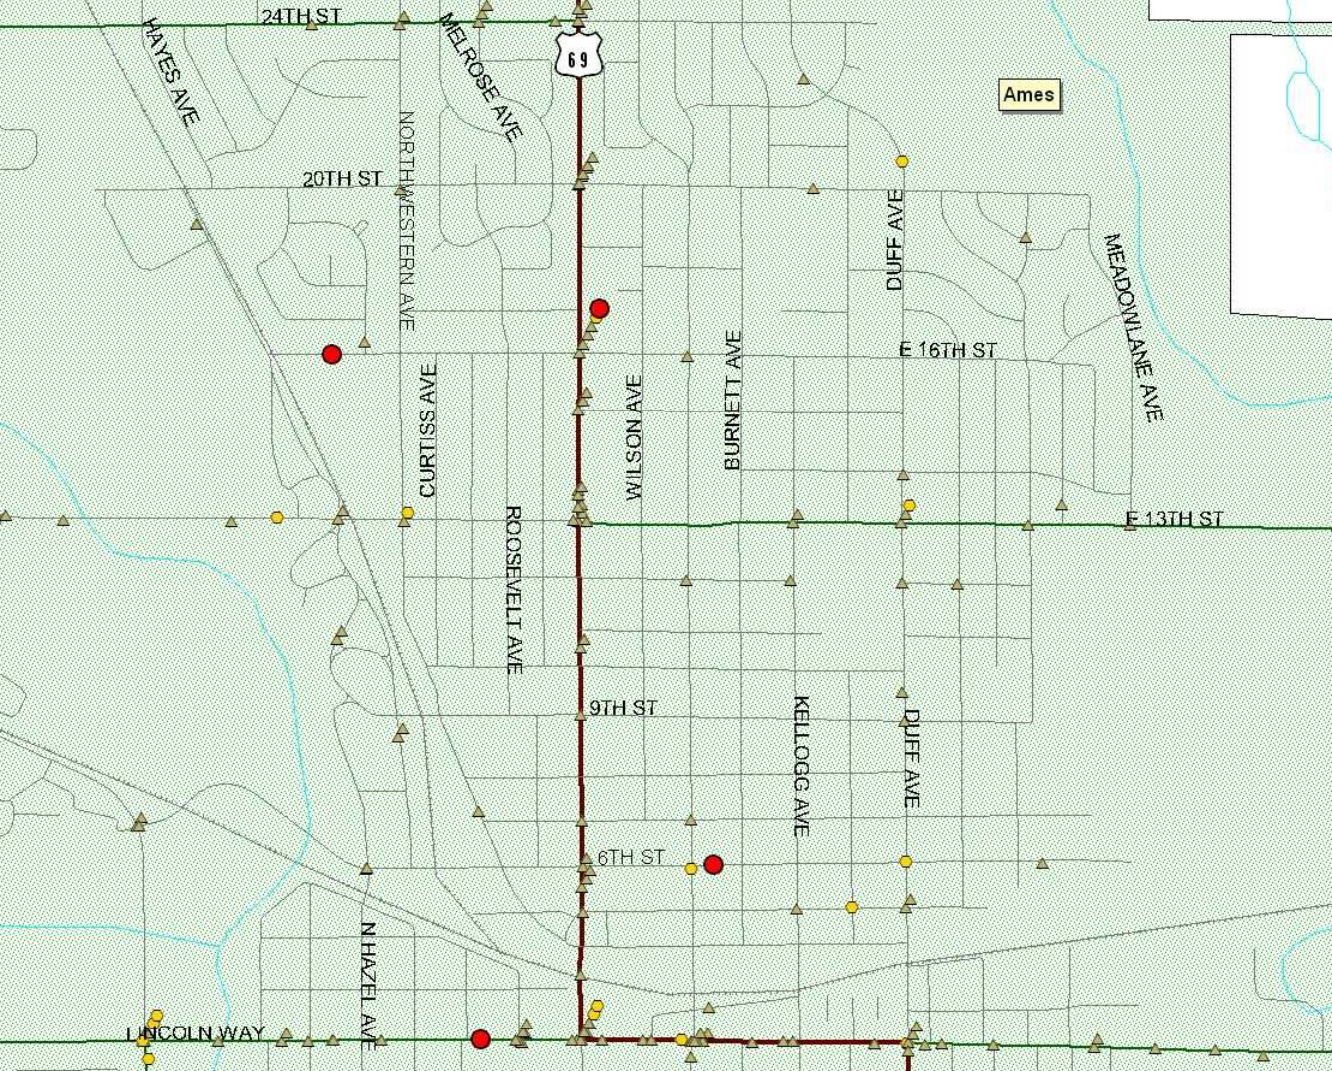 24TH ST
HAYES AVE
MELROSE AVE
69
Ames
NORTHWESTERN AVE
20TH ST
DUFF AVE
MEADOWLANE AVE
E 16TH ST
BURNETT AVE
CURTISS AVE
WILSON AVE
ROOSEVELT AVE
E 13TH ST
9TH ST
KELLOGG AVE
DUFF AVE
6TH ST
N HAZEL AVE
LINCOLN WAY